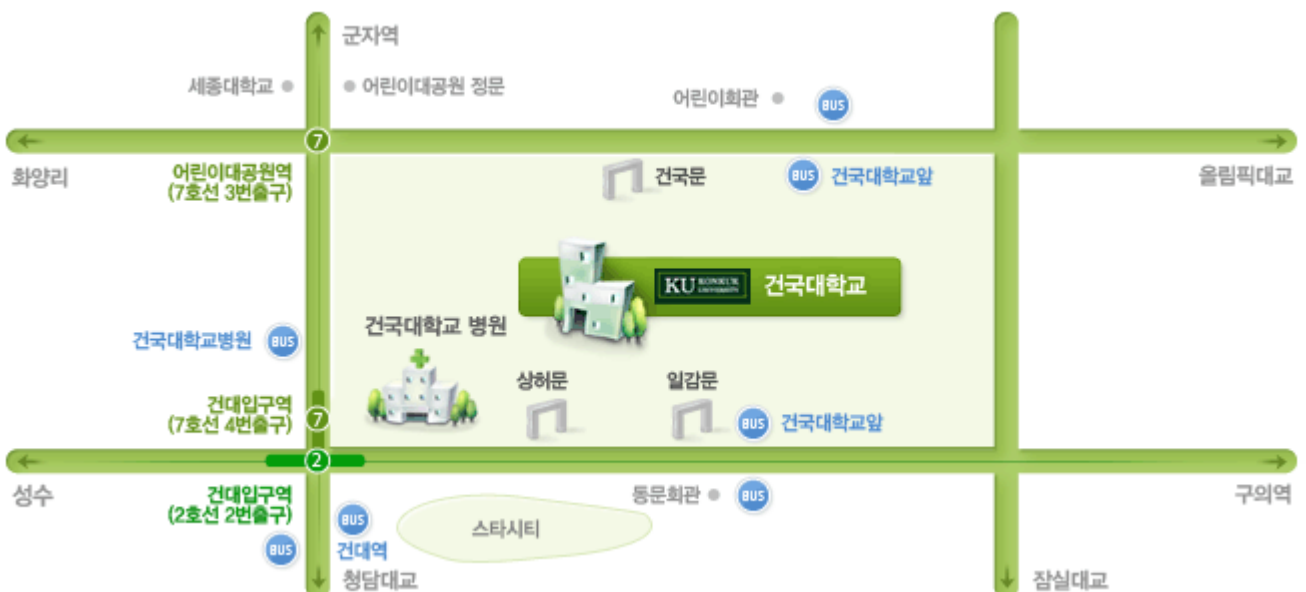 군자역
세종대학교
어린이대공원 정문
어린이회관
BUS
7
화양리
어린이대공원역
(7호선 3번출구)
건국문
BUS
건국대학교앞
올림픽대교
KU KONKUK
UNIVERSITY
건국대학교
건국대학교 병원
건국대학교병원
BUS
상허문
일감문
건대입구역
(7호선 4번출구)
7
BUS
건국대학교앞
2
성수
건대입구역
(2호선 2번출구)
동문회관
BUS
구의역
BUS
건대역
스타시티
BUS
청담대교
잠실대교